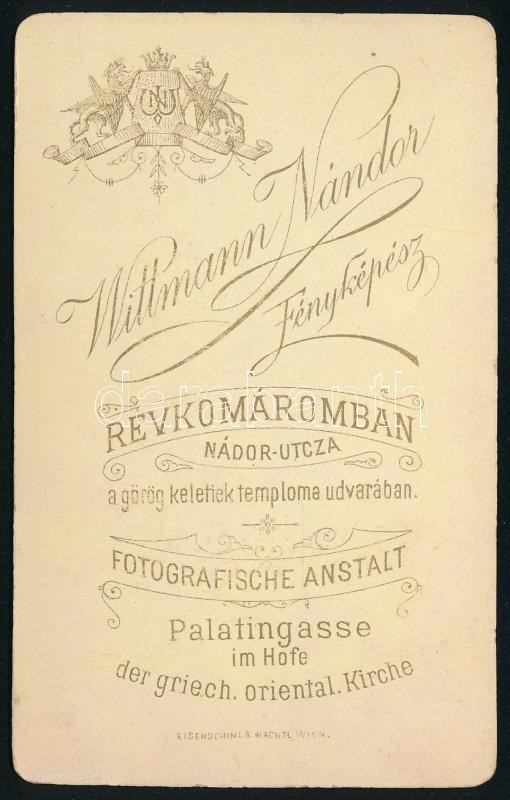 Wittmann Nándor
Fényképész
RÉVKOMÁROMBAN
NÁDOR-UTCZA
a görög keletiek temploma udvarában.
FOTOGRAFISCHE ANSTALT
Palatingasse
im Hofe
der griech. oriental. Kirche
EISENSCHIML & WACHTL, WIEN.
darabanth